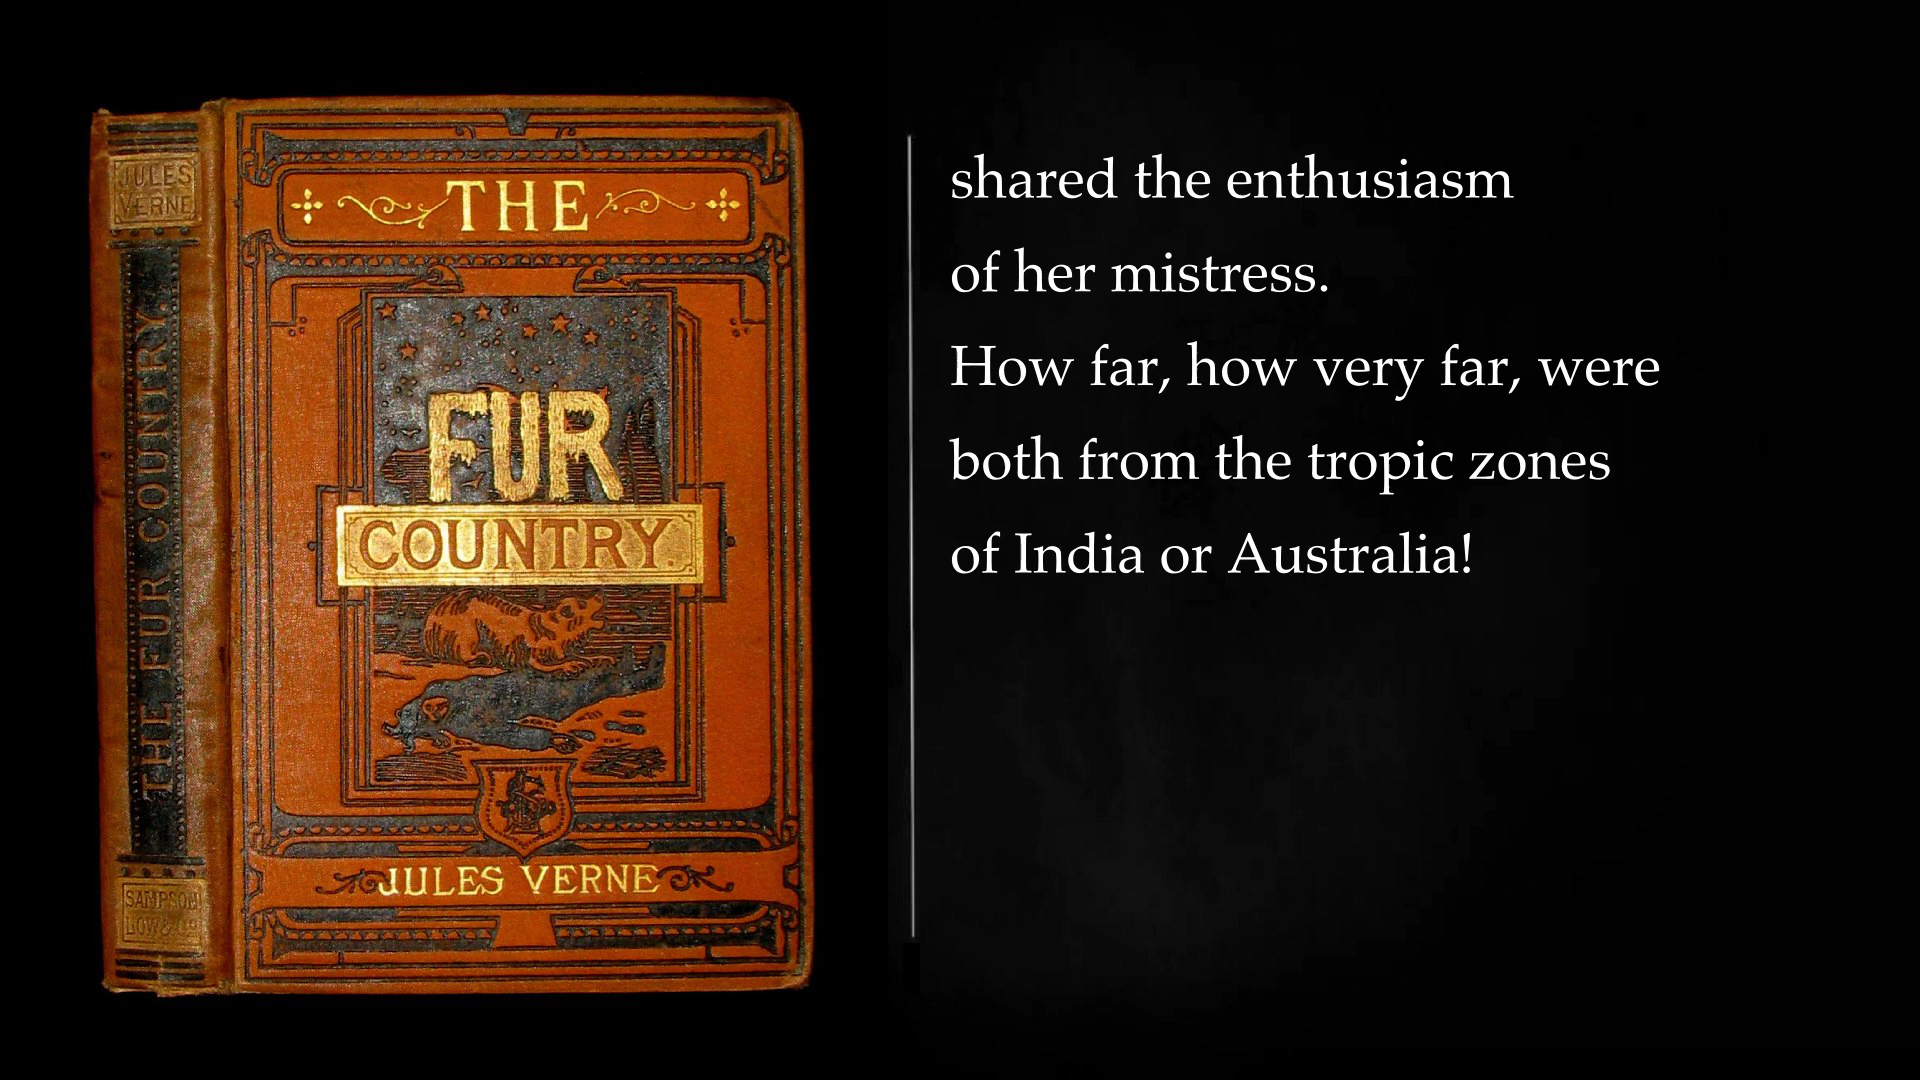 JULES
VERNE
THE FUR COUNTRY.
SAMPSON
LOW & Co
THE
FUR
COUNTRY.
JULES VERNE
shared the enthusiasm
of her mistress.
How far, how very far, were
both from the tropic zones
of India or Australia!